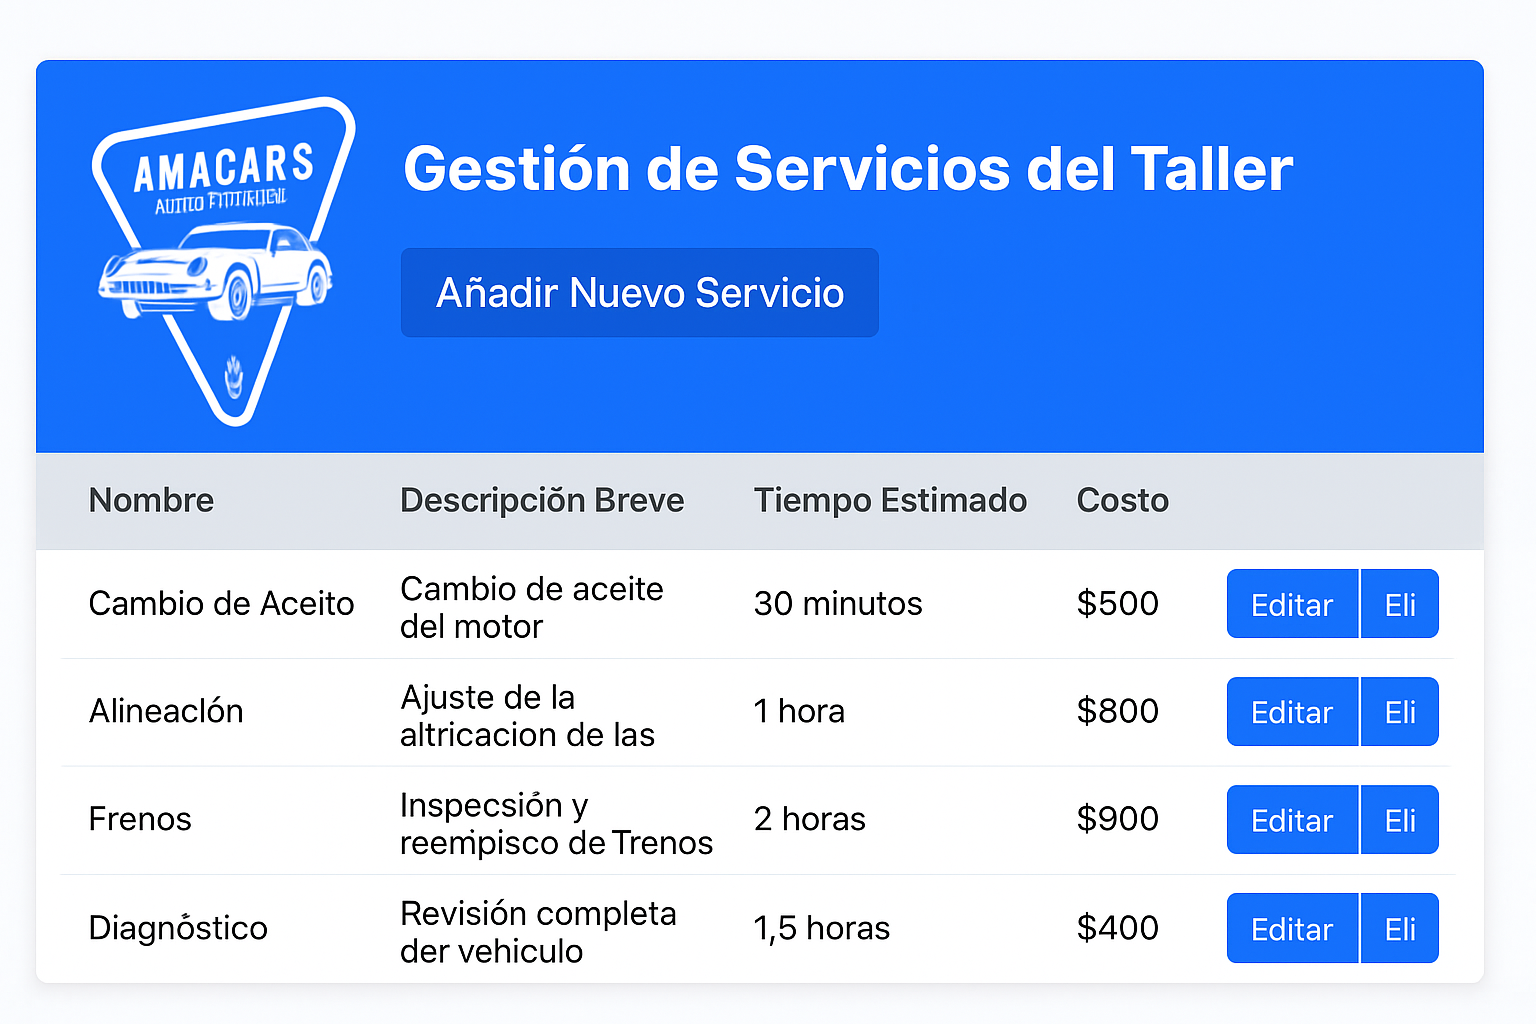 AMACARS
Gestión de Servicios del Taller
Añadir Nuevo Servicio
Nombre Descripción Breve Tiempo Estimado Costo
Cambio de Aceito Cambio de aceite 30 minutos $500 Editar Eli
del motor
Alineaclón Ajuste de la 1 hora $800 Editar Eli
altricacion de las
Frenos Inspecsión y 2 horas $900 Editar Eli
reempisco de Trenos
Diagnóstico Revisión completa 1,5 horas $400 Editar Eli
der vehiculo